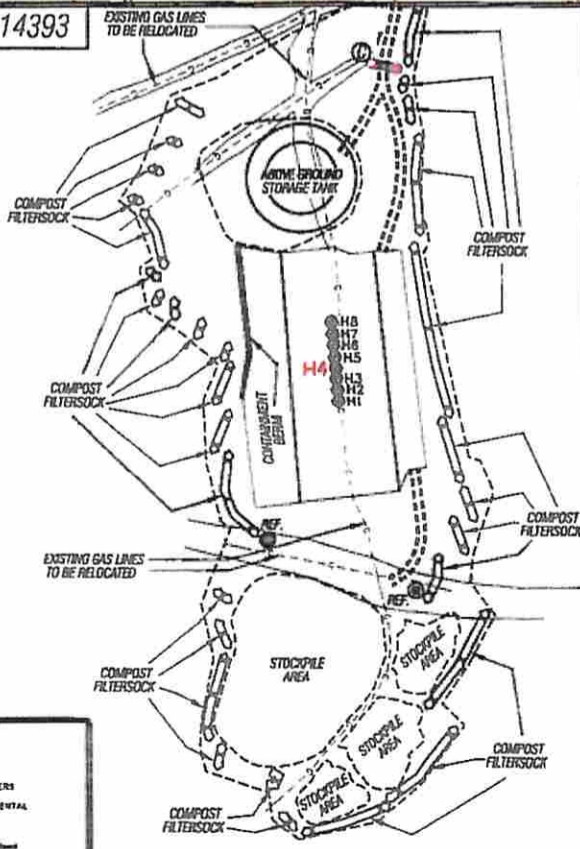 14393
EXISTING GAS LINES
TO BE RELOCATED
ABOVE GROUND
STORAGE TANK
COMPOST
FILTERSOCK
COMPOST
FILTERSOCK
H8
H7
H6
H5
H4
H3
H2
H1
CONTAINMENT
BERM
COMPOST
FILTERSOCK
COMPOST
FILTERSOCK
REF.
EXISTING GAS LINES
TO BE RELOCATED
REF.
STOCKPILE
AREA
STOCKPILE
AREA
COMPOST
FILTERSOCK
STOCKPILE
AREA
COMPOST
FILTERSOCK
STOCKPILE
AREA
COMPOST
FILTERSOCK